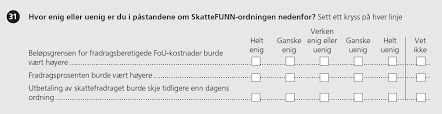 31 Hvor enig eller uenig er du i påstandene om SkatteFUNN-ordningen nedenfor? Sett ett kryss på hver linje
Verken
Helt Ganske enig eller Ganske Helt Vet
enig enig uenig uenig uenig ikke
Beløpsgrensen for fradragsberettigede FoU-kostnader burde
vært høyere
Fradragsprosenten burde vært høyere
Utbetaling av skattefradraget burde skje tidligere enn dagens
ordning